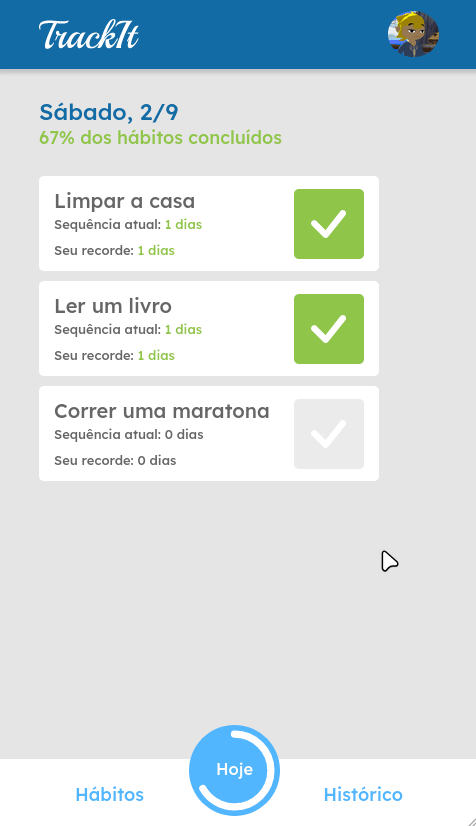 TrackIt
Sábado, 2/9
67% dos hábitos concluídos
Limpar a casa
Sequência atual: 1 dias
Seu recorde: 1 dias
Ler um livro
Sequência atual: 1 dias
Seu recorde: 1 dias
Correr uma maratona
Sequência atual: 0 dias
Seu recorde: 0 dias
Hoje
Hábitos
Histórico